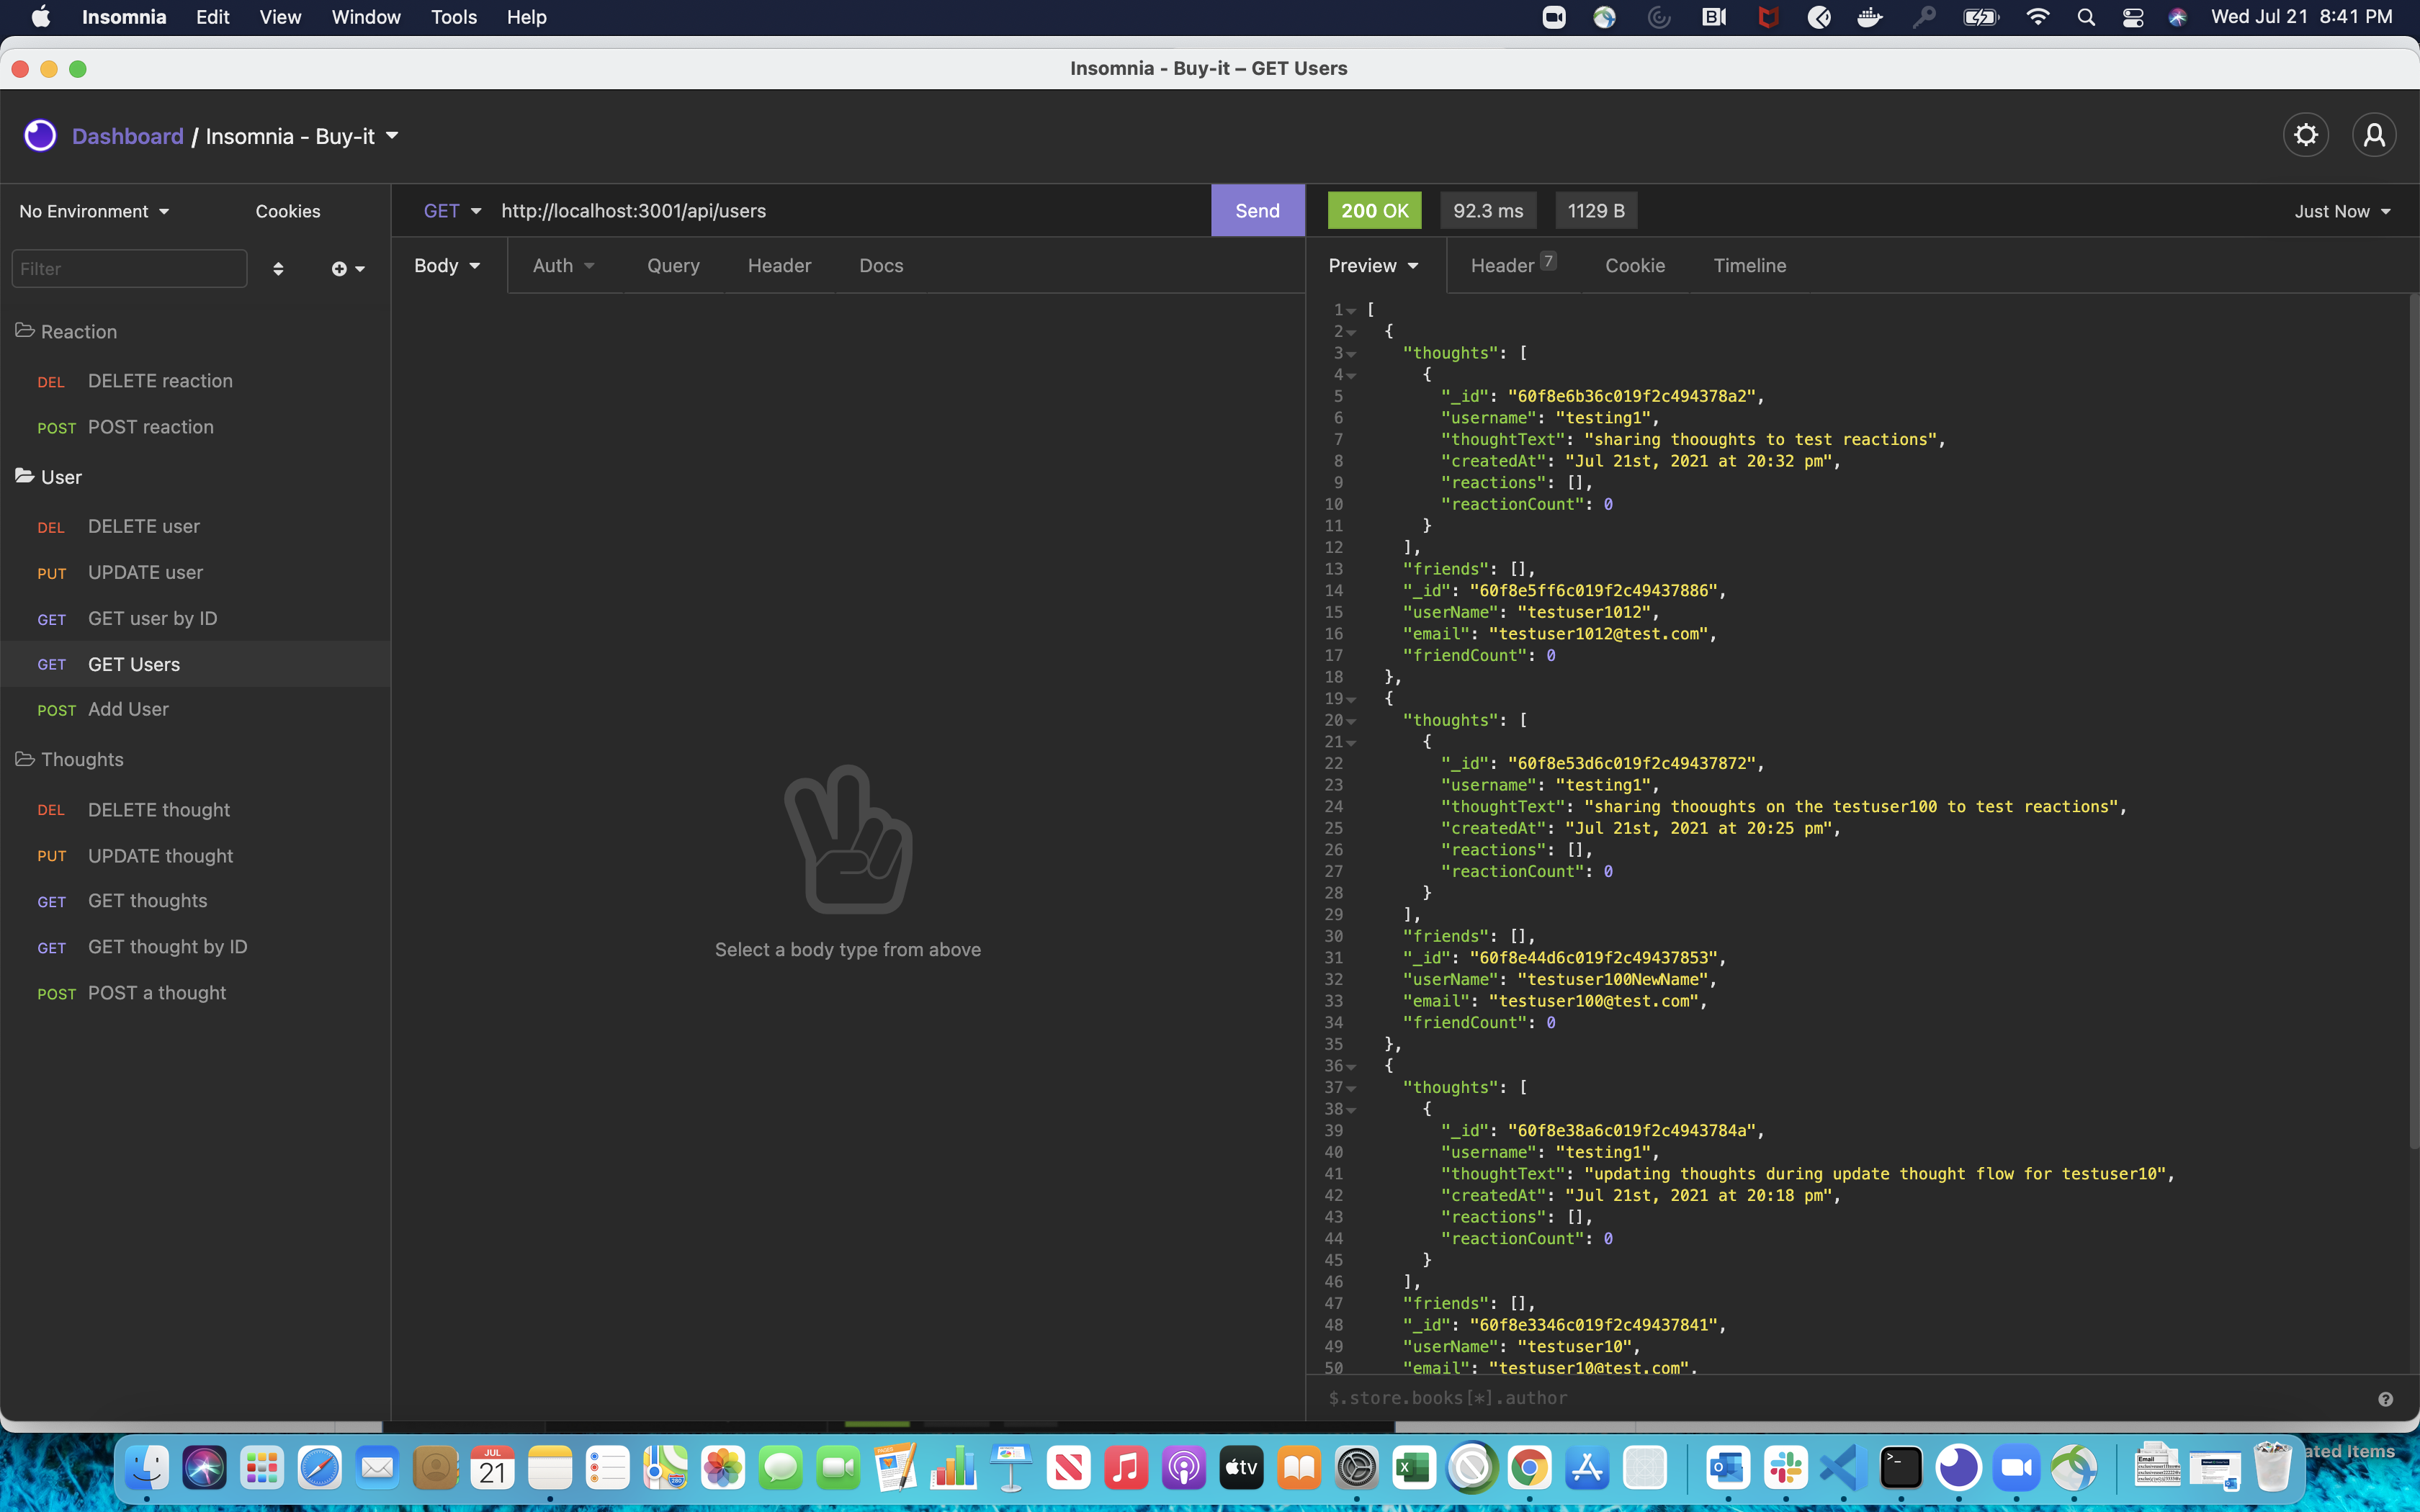 Insomnia Edit View Window Tools Help Wed Jul 21 8:41 PM
Insomnia - Buy-it – GET Users
Dashboard / Insomnia - Buy-it
No Environment Cookies
Filter
Reaction
DEL DELETE reaction
POST POST reaction
User
DEL DELETE user
PUT UPDATE user
GET GET user by ID
GET GET Users
POST Add User
Thoughts
DEL DELETE thought
PUT UPDATE thought
GET GET thoughts
GET GET thought by ID
POST POST a thought
GET http://localhost:3001/api/users Send
Body Auth Query Header Docs
Select a body type from above
200 OK 92.3 ms 1129 B Just Now
Preview Header 7 Cookie Timeline
1 [
2 {
3 "thoughts": [
4 {
5 "_id": "60f8e6b36c019f2c494378a2",
6 "username": "testing1",
7 "thoughtText": "sharing thooughts to test reactions",
8 "createdAt": "Jul 21st, 2021 at 20:32 pm",
9 "reactions": [],
10 "reactionCount": 0
11 }
12 ],
13 "friends": [],
14 "_id": "60f8e5ff6c019f2c49437886",
15 "userName": "testuser1012",
16 "email": "testuser1012@test.com",
17 "friendCount": 0
18 },
19 {
20 "thoughts": [
21 {
22 "_id": "60f8e53d6c019f2c49437872",
23 "username": "testing1",
24 "thoughtText": "sharing thooughts on the testuser100 to test reactions",
25 "createdAt": "Jul 21st, 2021 at 20:25 pm",
26 "reactions": [],
27 "reactionCount": 0
28 }
29 ],
30 "friends": [],
31 "_id": "60f8e44d6c019f2c49437853",
32 "userName": "testuser100NewName",
33 "email": "testuser100@test.com",
34 "friendCount": 0
35 },
36 {
37 "thoughts": [
38 {
39 "_id": "60f8e38a6c019f2c4943784a",
40 "username": "testing1",
41 "thoughtText": "updating thoughts during update thought flow for testuser10",
42 "createdAt": "Jul 21st, 2021 at 20:18 pm",
43 "reactions": [],
44 "reactionCount": 0
45 }
46 ],
47 "friends": [],
48 "_id": "60f8e3346c019f2c49437841",
49 "userName": "testuser10",
50 "email": "testuser10@test.com",
$.store.books[*].author
JUL
21
tv
ated Items